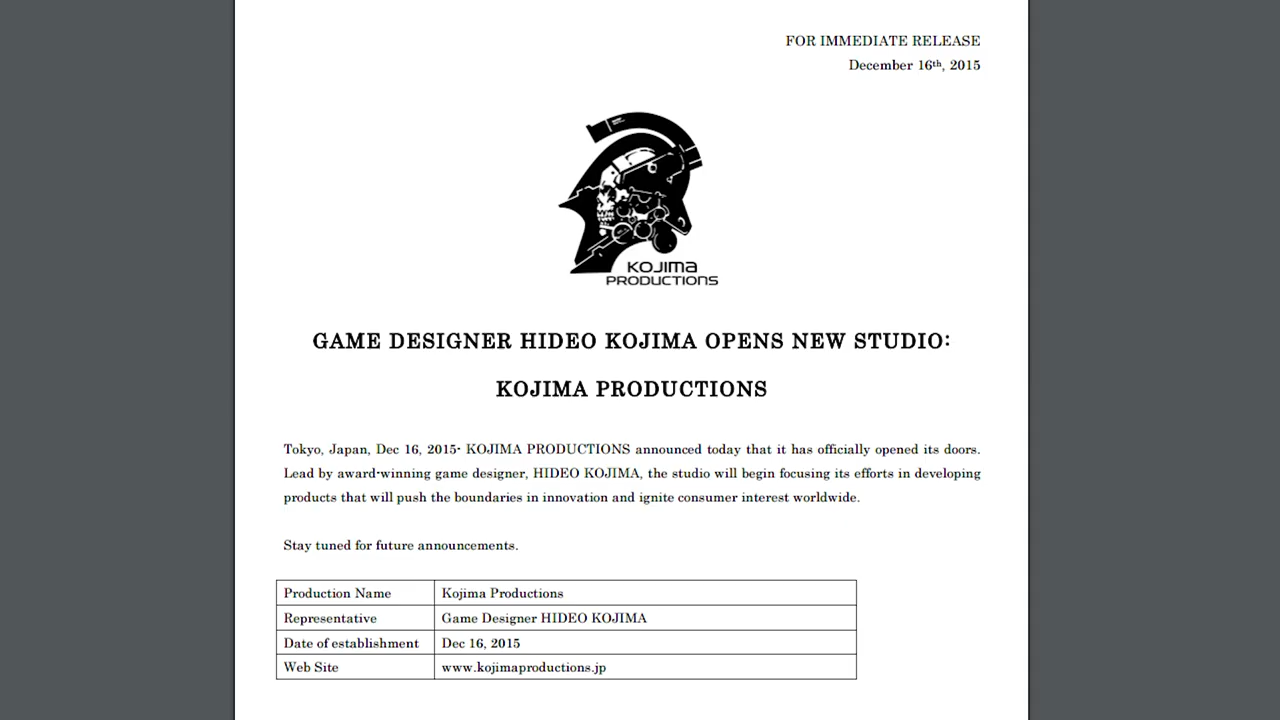 FOR IMMEDIATE RELEASE
December 16th, 2015
KOJIMA
PRODUCTIONS
GAME DESIGNER HIDEO KOJIMA OPENS NEW STUDIO:
KOJIMA PRODUCTIONS
Tokyo, Japan, Dec 16, 2015- KOJIMA PRODUCTIONS announced today that it has officially opened its doors.
Lead by award-winning game designer, HIDEO KOJIMA, the studio will begin focusing its efforts in developing
products that will push the boundaries in innovation and ignite consumer interest worldwide.
Stay tuned for future announcements.
Production Name Kojima Productions
Representative Game Designer HIDEO KOJIMA
Date of establishment Dec 16, 2015
Web Site www.kojimaproductions.jp